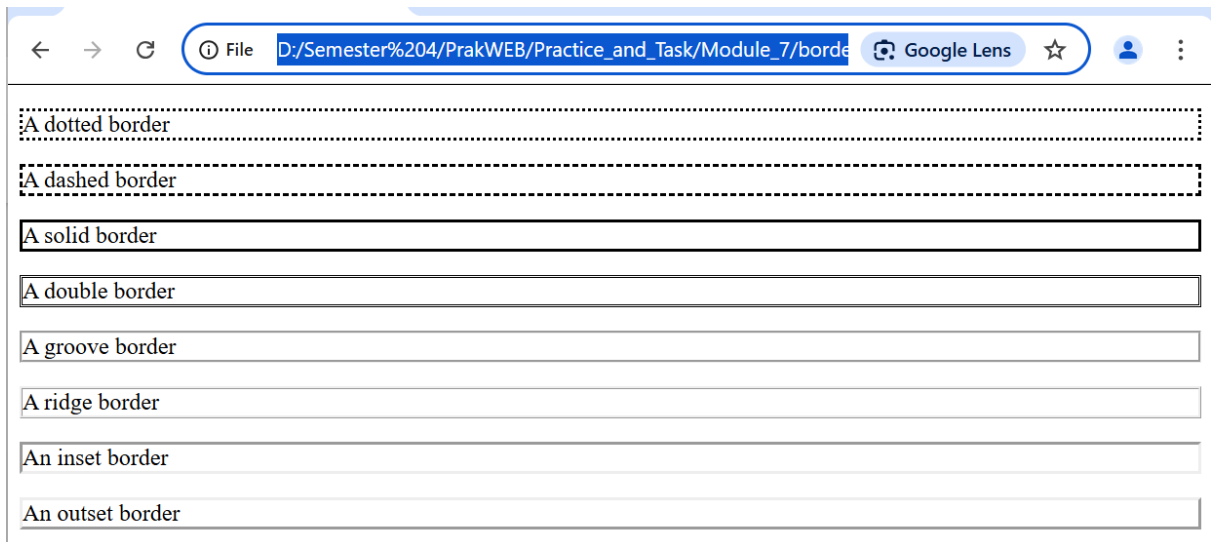 File D:/Semester%204/PrakWEB/Practice_and_Task/Module_7/borde Google Lens
A dotted border
A dashed border
A solid border
A double border
A groove border
A ridge border
An inset border
An outset border